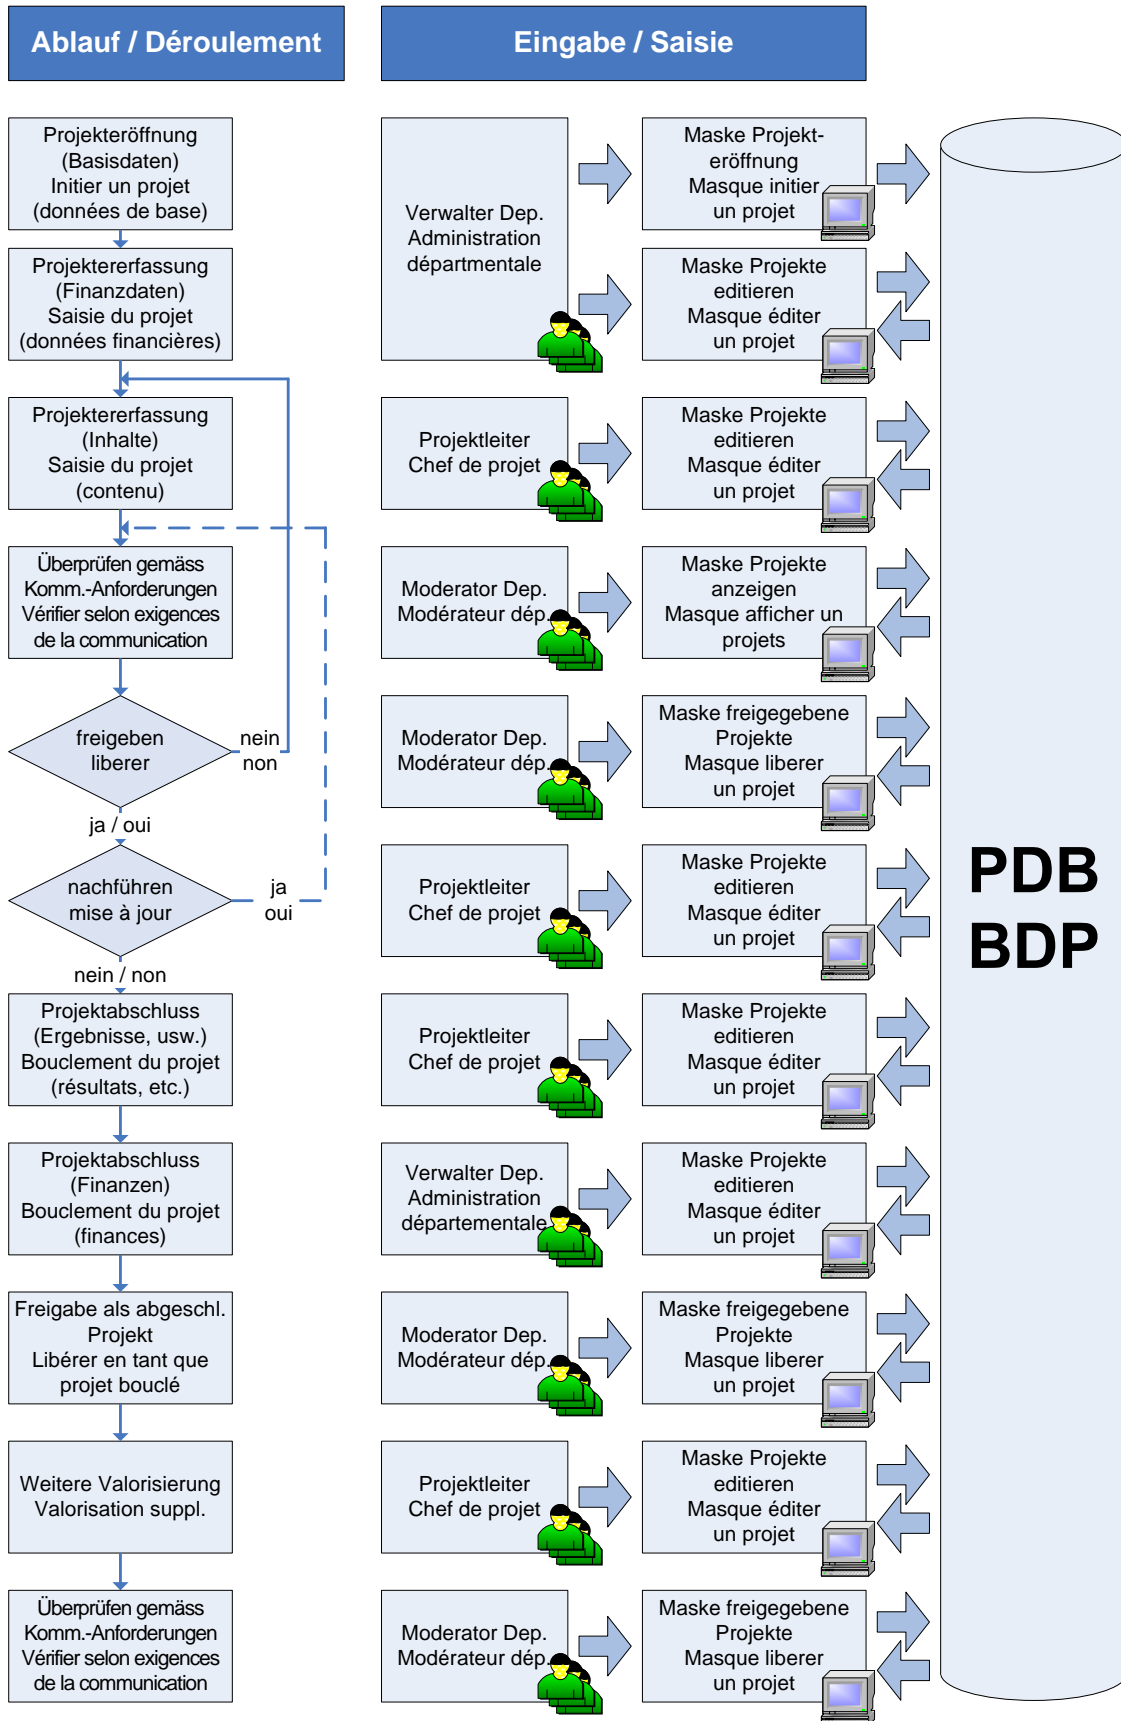 Ablauf / Déroulement
Eingabe / Saisie
Projekteröffnung
(Basisdaten)
Initier un projet
(données de base)
Verwalter Dep.
Administration
départmentale
Maske Projekt-
eröffnung
Masque initier
un projet
Projektererfassung
(Finanzdaten)
Saisie du projet
(données financières)
Maske Projekte
editieren
Masque éditer
un projet
Projektererfassung
(Inhalte)
Saisie du projet
(contenu)
Projektleiter
Chef de projet
Maske Projekte
editieren
Masque éditer
un projet
Überprüfen gemäss
Komm.-Anforderungen
Vérifier selon exigences
de la communication
Moderator Dep.
Modérateur dép.
Maske Projekte
anzeigen
Masque afficher un
projets
freigeben
liberer
nein
non
Moderator Dep.
Modérateur dép.
Maske freigegebene
Projekte
Masque liberer
un projet
ja / oui
nachführen
mise à jour
ja
oui
Projektleiter
Chef de projet
Maske Projekte
editieren
Masque éditer
un projet
PDB
BDP
nein / non
Projektabschluss
(Ergebnisse, usw.)
Bouclement du projet
(résultats, etc.)
Projektleiter
Chef de projet
Maske Projekte
editieren
Masque éditer
un projet
Projektabschluss
(Finanzen)
Bouclement du projet
(finances)
Verwalter Dep.
Administration
départementale
Maske Projekte
editieren
Masque éditer
un projet
Freigabe als abgeschl.
Projekt
Libérer en tant que
projet bouclé
Moderator Dep.
Modérateur dép.
Maske freigegebene
Projekte
Masque liberer
un projet
Weitere Valorisierung
Valorisation suppl.
Projektleiter
Chef de projet
Maske Projekte
editieren
Masque éditer
un projet
Überprüfen gemäss
Komm.-Anforderungen
Vérifier selon exigences
de la communication
Moderator Dep.
Modérateur dép.
Maske freigegebene
Projekte
Masque liberer
un projet